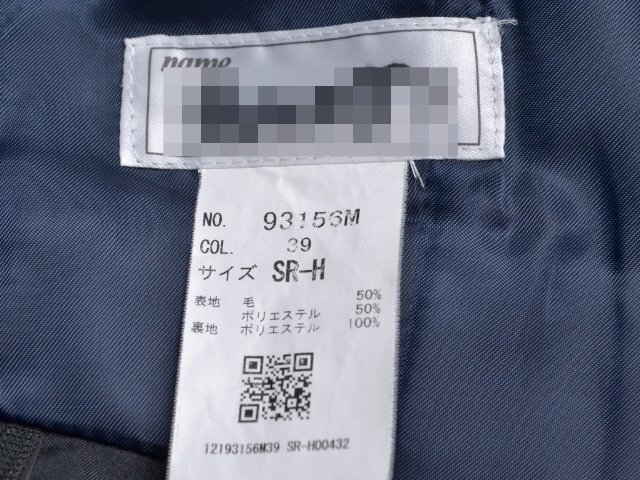 name
NO. 93156M
COL. 39
サイズ SR-H
表地 毛 50%
ポリエステル 50%
裏地 ポリエステル 100%
12193156M39 SR-H00432